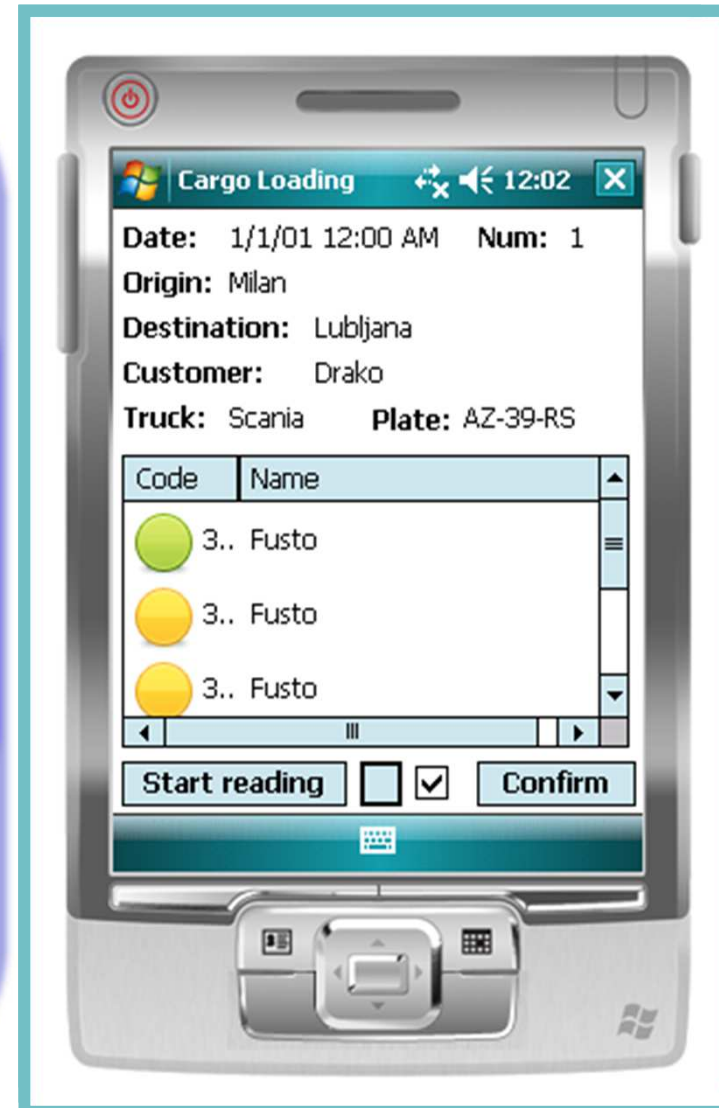 Cargo Loading 12:02
Date: 1/1/01 12:00 AM Num: 1
Origin: Milan
Destination: Lubljana
Customer: Drako
Truck: Scania Plate: AZ-39-RS
Code Name
3.. Fusto
3.. Fusto
3.. Fusto
Start reading Confirm